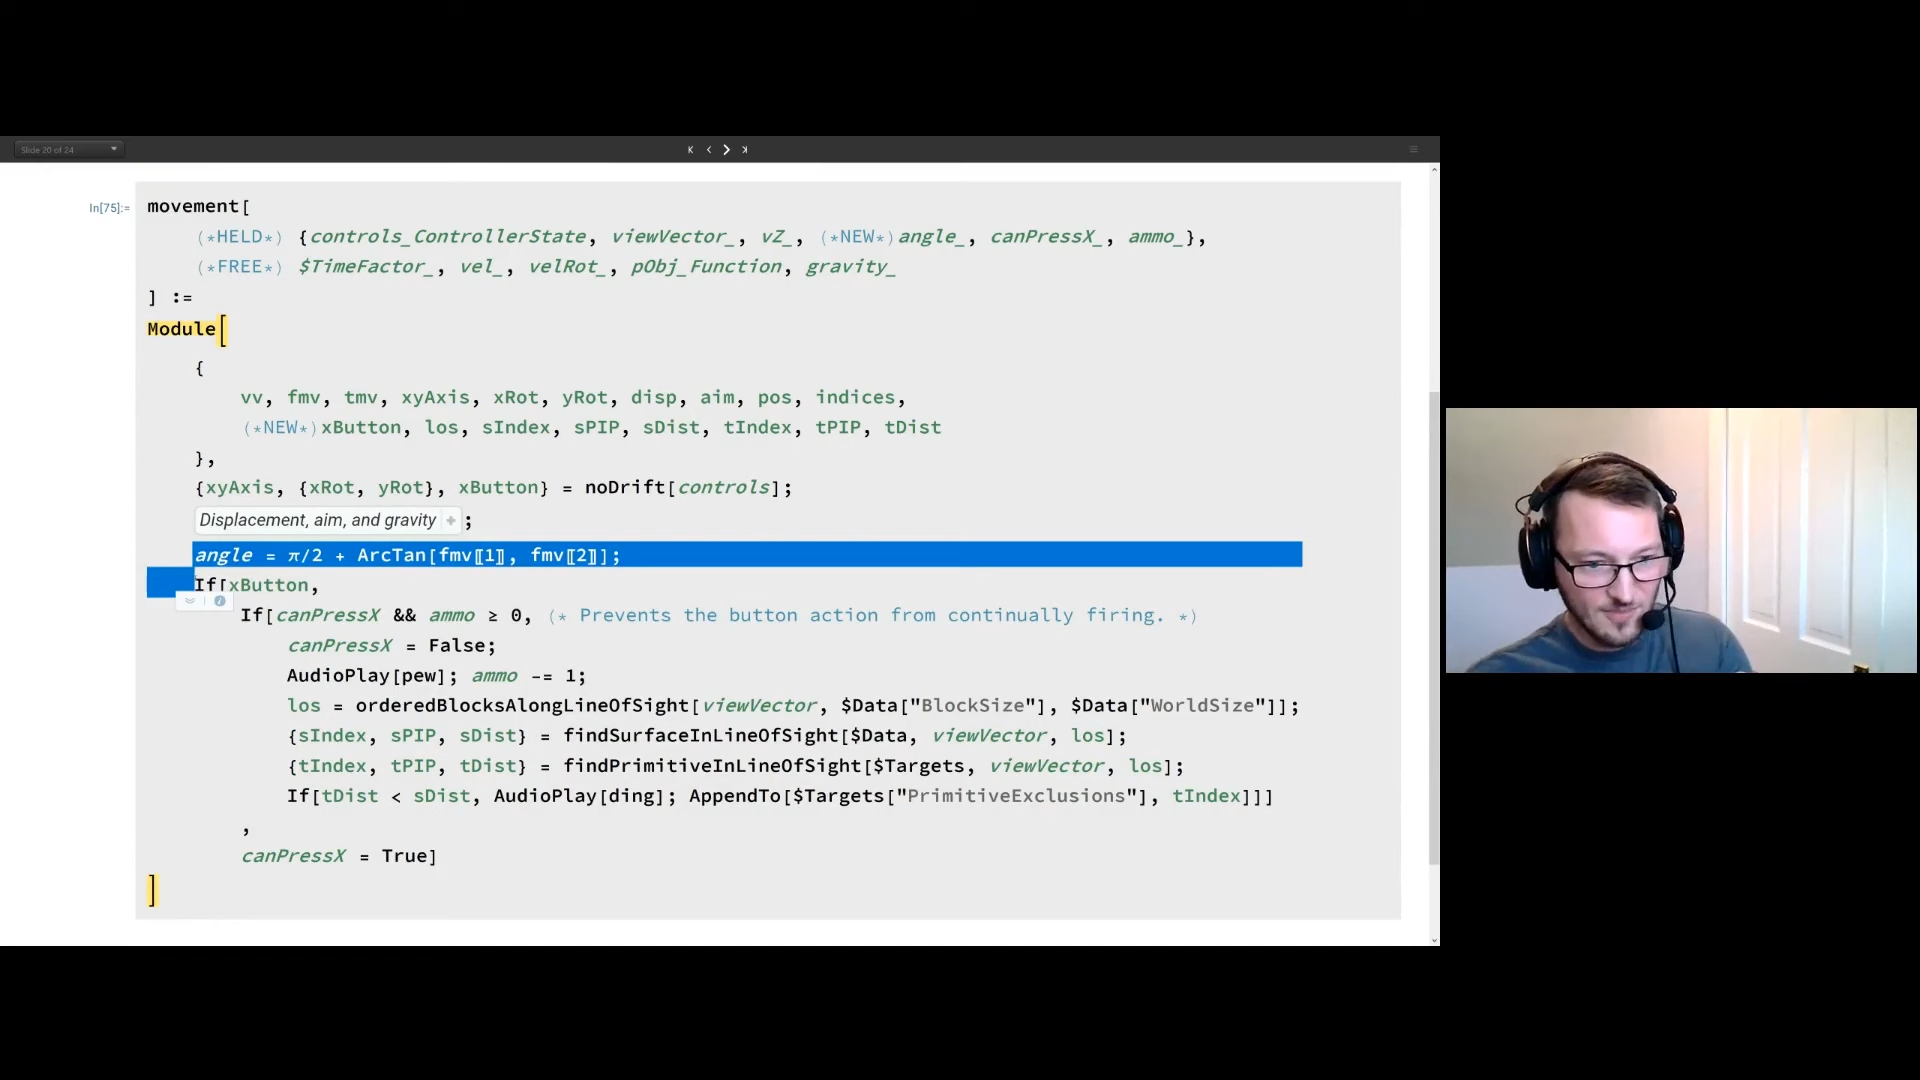 Slide 20 of 24
In[75]:=
movement[
(*HELD*) {controls_ControllerState, viewVector_, vZ_, (*NEW*)angle_, canPressX_, ammo_},
(*FREE*) $TimeFactor_, vel_, velRot_, pObj_Function, gravity_
] :=
Module[
{
vv, fmv, tmv, xyAxis, xRot, yRot, disp, aim, pos, indices,
(*NEW*)xButton, los, sIndex, sPIP, sDist, tIndex, tPIP, tDist
},
{xyAxis, {xRot, yRot}, xButton} = noDrift[controls];
Displacement, aim, and gravity + ;
angle = π/2 + ArcTan[fmv⟦1⟧, fmv⟦2⟧];
If[xButton,
If[canPressX && ammo ≥ 0, (* Prevents the button action from continually firing. *)
canPressX = False;
AudioPlay[pew]; ammo -= 1;
los = orderedBlocksAlongLineOfSight[viewVector, $Data["BlockSize"], $Data["WorldSize"]];
{sIndex, sPIP, sDist} = findSurfaceInLineOfSight[$Data, viewVector, los];
{tIndex, tPIP, tDist} = findPrimitiveInLineOfSight[$Targets, viewVector, los];
If[tDist < sDist, AudioPlay[ding]; AppendTo[$Targets["PrimitiveExclusions"], tIndex]]]
,
canPressX = True]
]